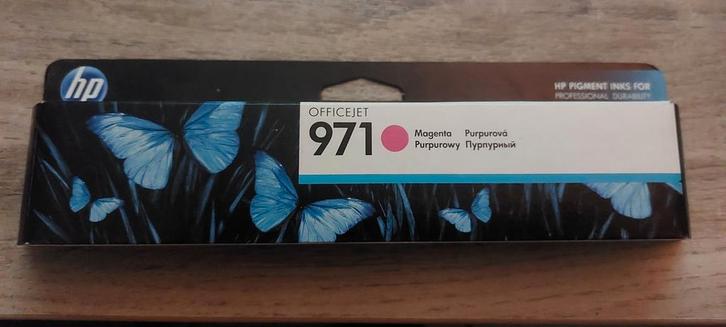 hp
HP PIGMENT INKS FOR
PROFESSIONAL DURABILITY
OFFICEJET
971
Magenta Purpurová
Purpurowy Пурпурный